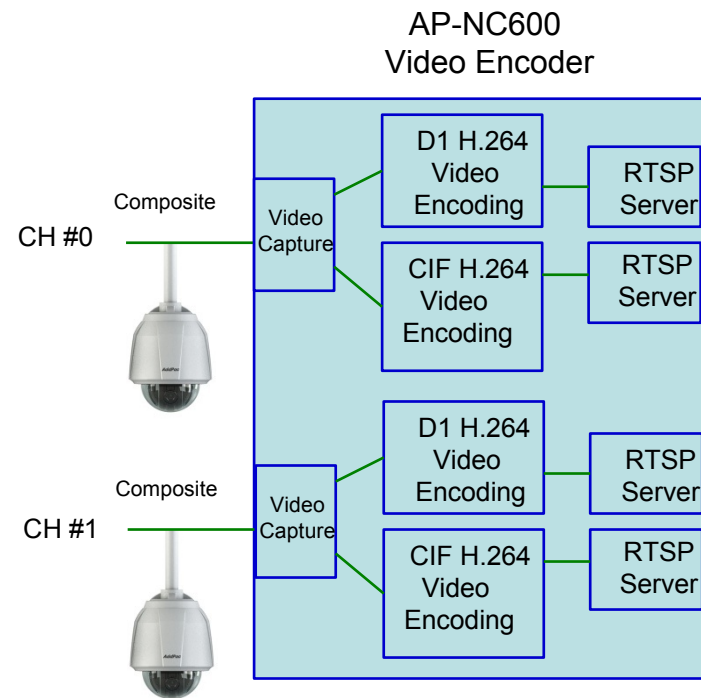 AP-NC600
Video Encoder
D1 H.264
Video
Encoding
RTSP
Server
Composite
CH #0
Video
Capture
CIF H.264
Video
Encoding
RTSP
Server
AddPac
D1 H.264
Video
Encoding
RTSP
Server
Composite
CH #1
Video
Capture
CIF H.264
Video
Encoding
RTSP
Server
AddPac